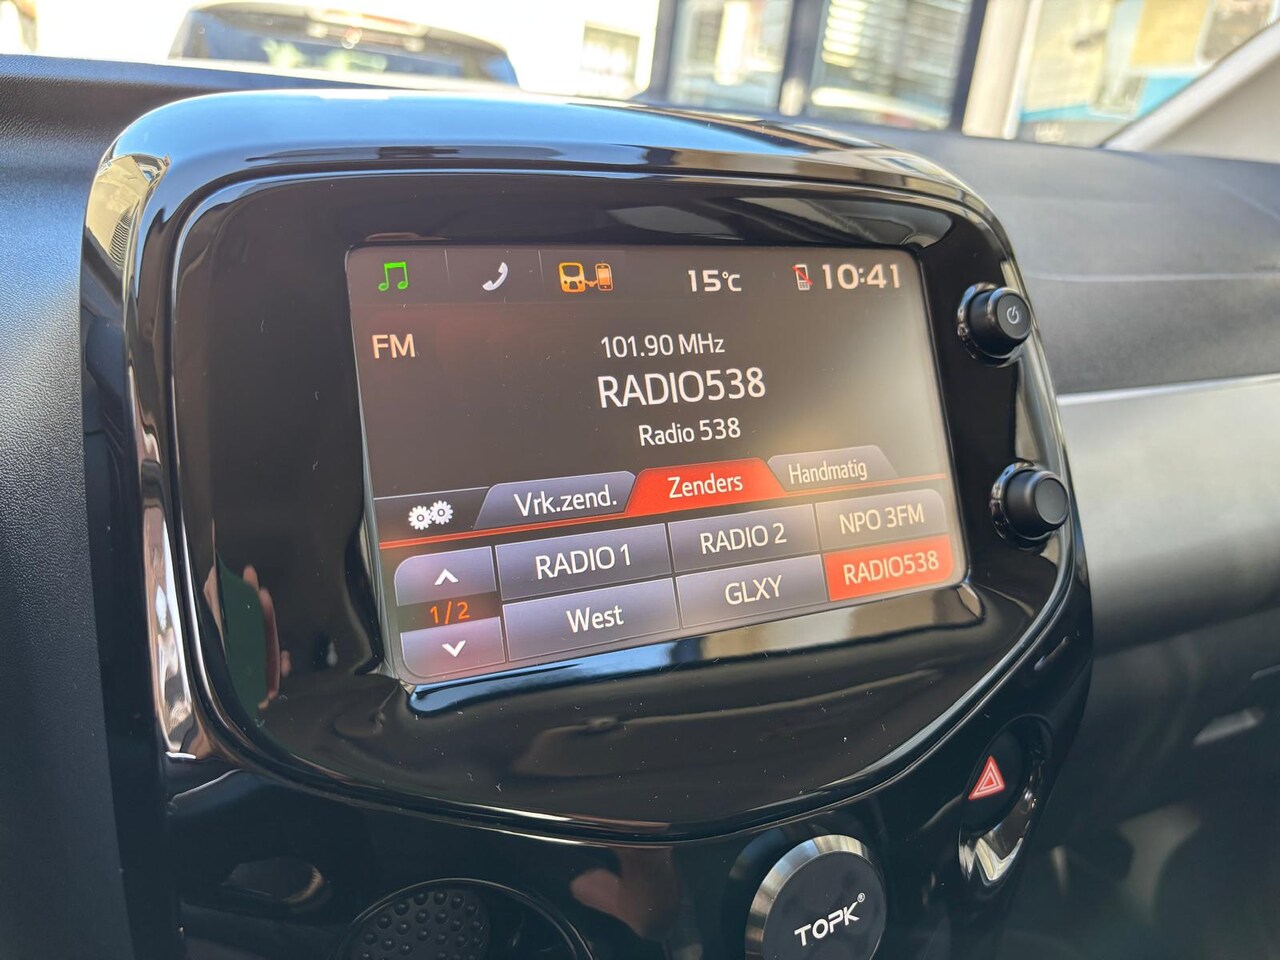 15°C
10:41
FM
101.90 MHz
RADIO538
Radio 538
Vrk.zend.
Zenders
Handmatig
1/2
RADIO 1
RADIO 2
NPO 3FM
West
GLXY
RADIO538
TOPK®